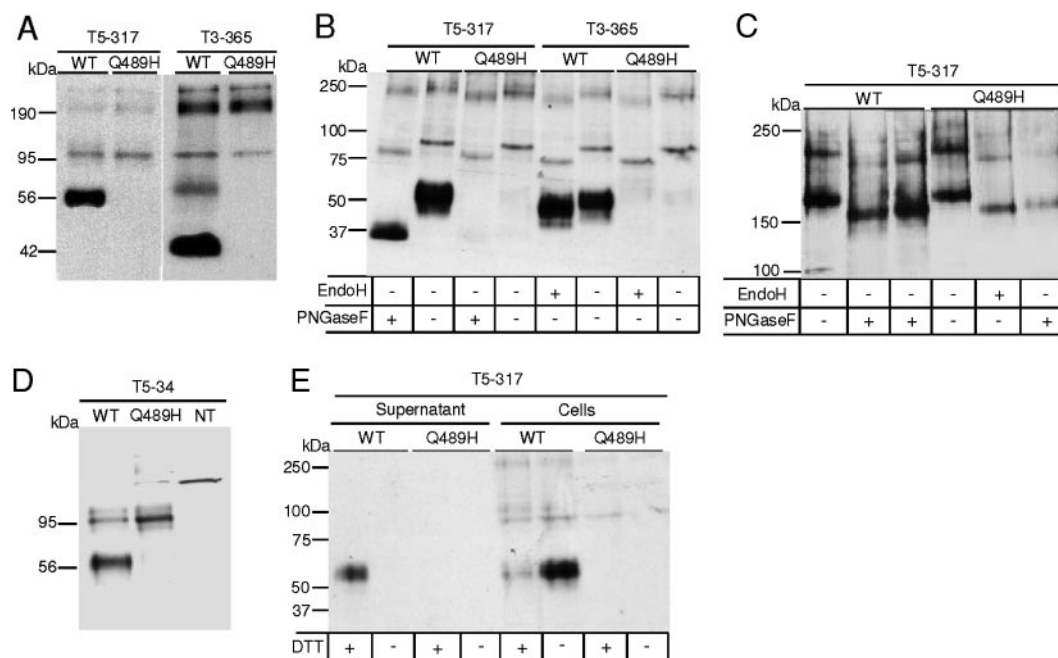 A
T5-317 T3-365
WT Q489H WT Q489H
kDa
190
95
56
42
B
T5-317 T3-365
WT Q489H WT Q489H
kDa
250
100
75
50
37
EndoH - - - - + - + -
PNGaseF + - + - - - - -
C
T5-317
WT Q489H
kDa
250
150
100
EndoH - - - - + -
PNGaseF - + + - - +
D
T5-34
WT Q489H NT
kDa
95
56
E
T5-317
Supernatant Cells
WT Q489H WT Q489H
kDa
250
100
75
50
37
DTT + - + - + - + -